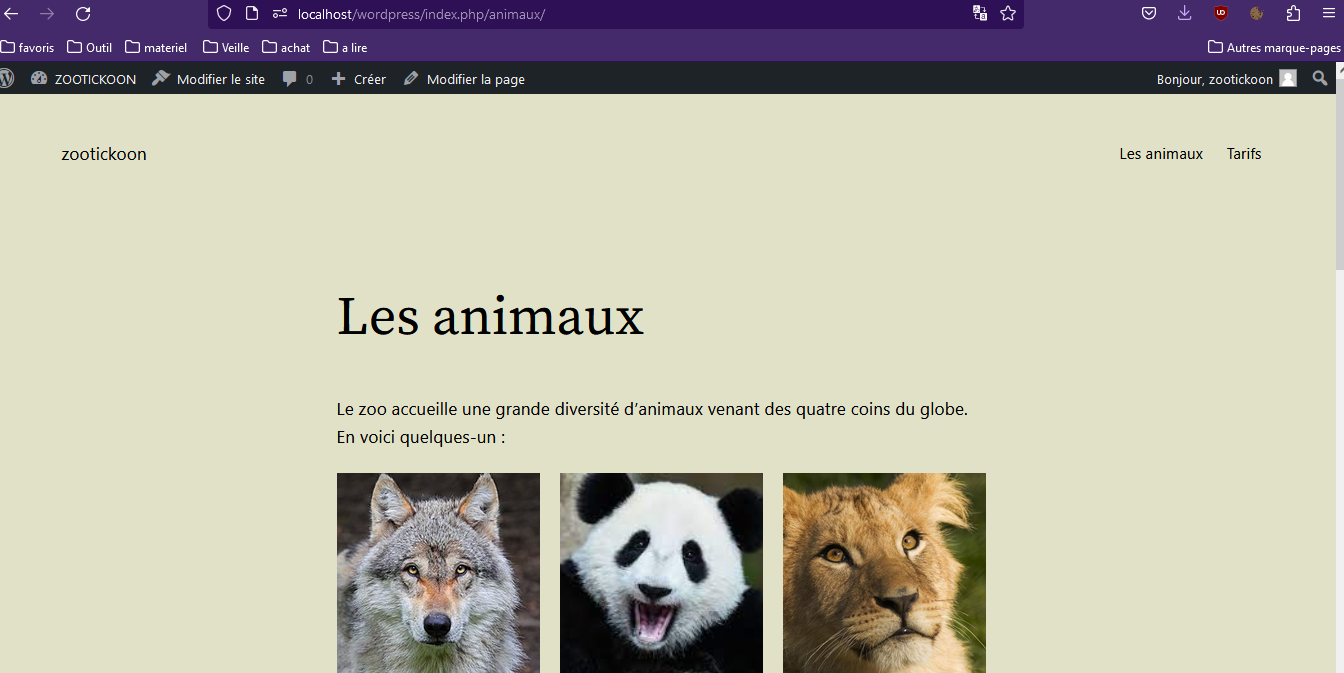 localhost/wordpress/index.php/animaux/
favoris Outil materiel Veille achat a lire Autres marque-pages
ZOOTICKOON Modifier le site 0 Créer Modifier la page Bonjour, zootickoon
zootickoon Les animaux Tarifs
Les animaux
Le zoo accueille une grande diversité d’animaux venant des quatre coins du globe.
En voici quelques-un :